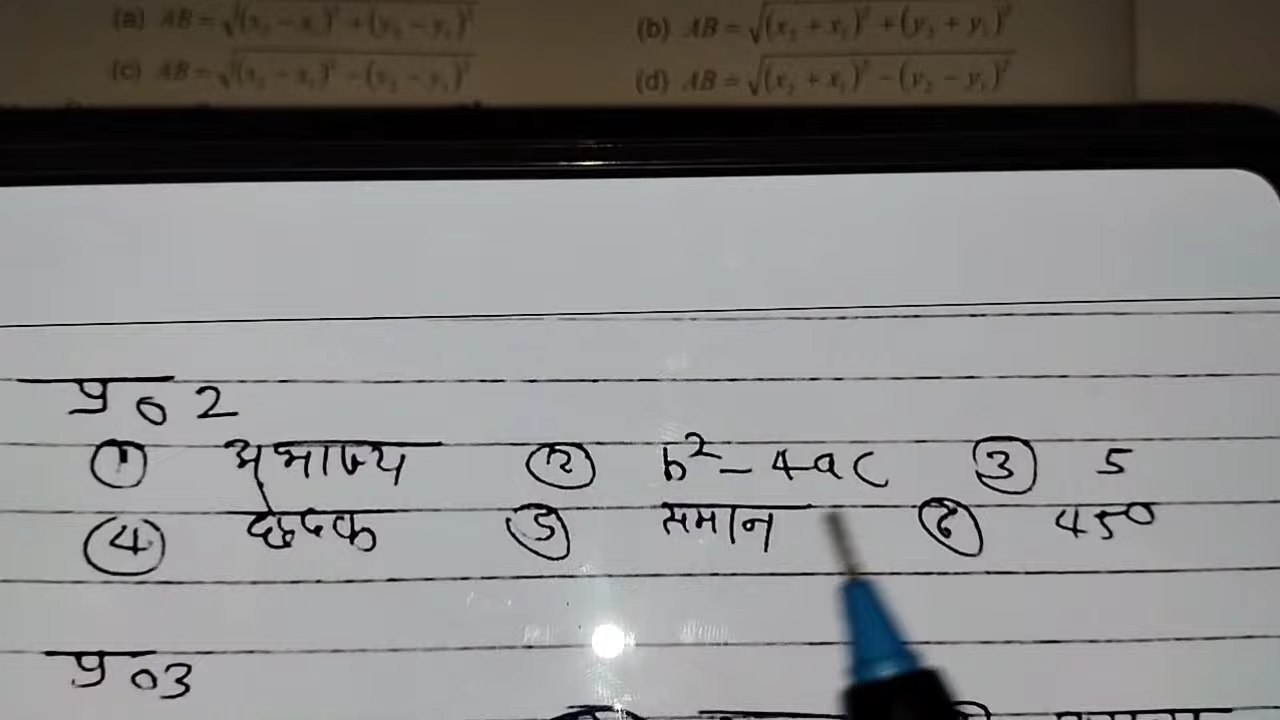 (a) AB = √(x₂ − x₁)² + (y₂ − y₁)² (b) AB = √(x₂ + x₁)² + (y₂ + y₁)²
(c) AB = √(x₂ − x₁)² − (y₂ − y₁)² (d) AB = √(x₂ + x₁)² − (y₂ − y₁)²
प्र० 2
① अभाज्य ② b² − 4ac ③ 5
④ छेदक ⑤ समान ⑥ 45°
प्र० 3